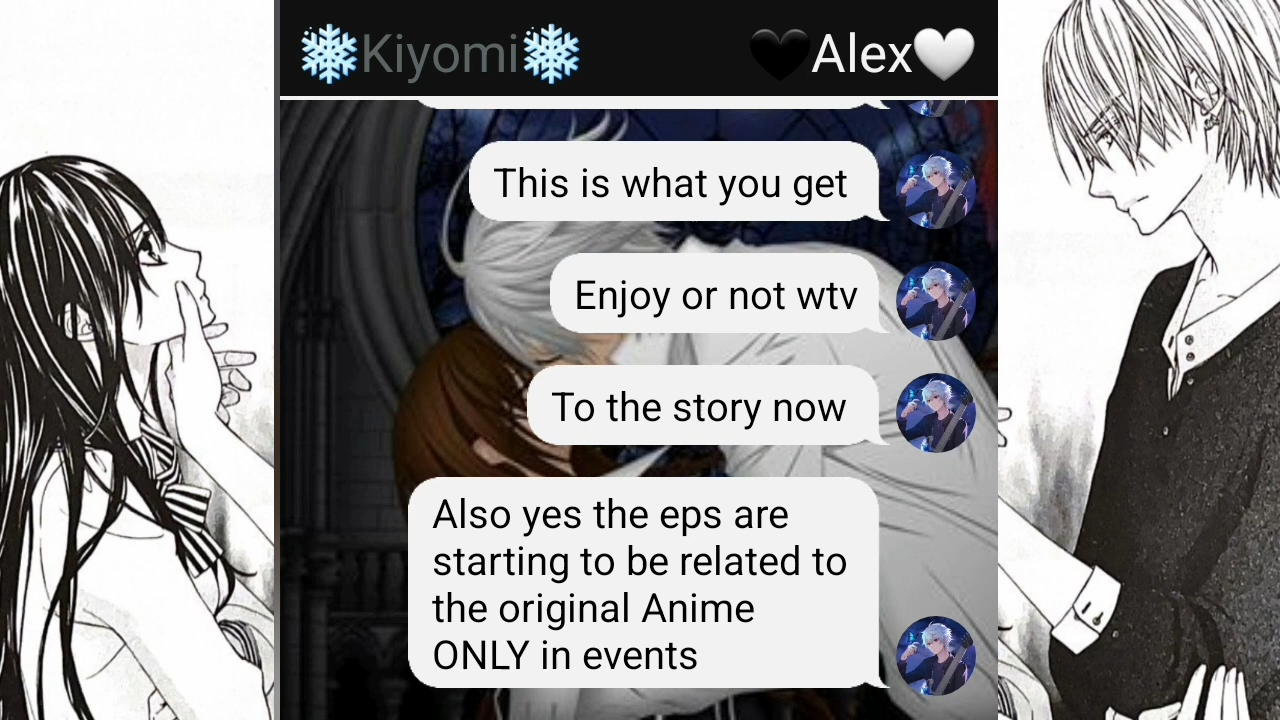 ❄Kiyomi❄ 🖤Alex🤍
This is what you get
Enjoy or not wtv
To the story now
Also yes the eps are
starting to be related to
the original Anime
ONLY in events